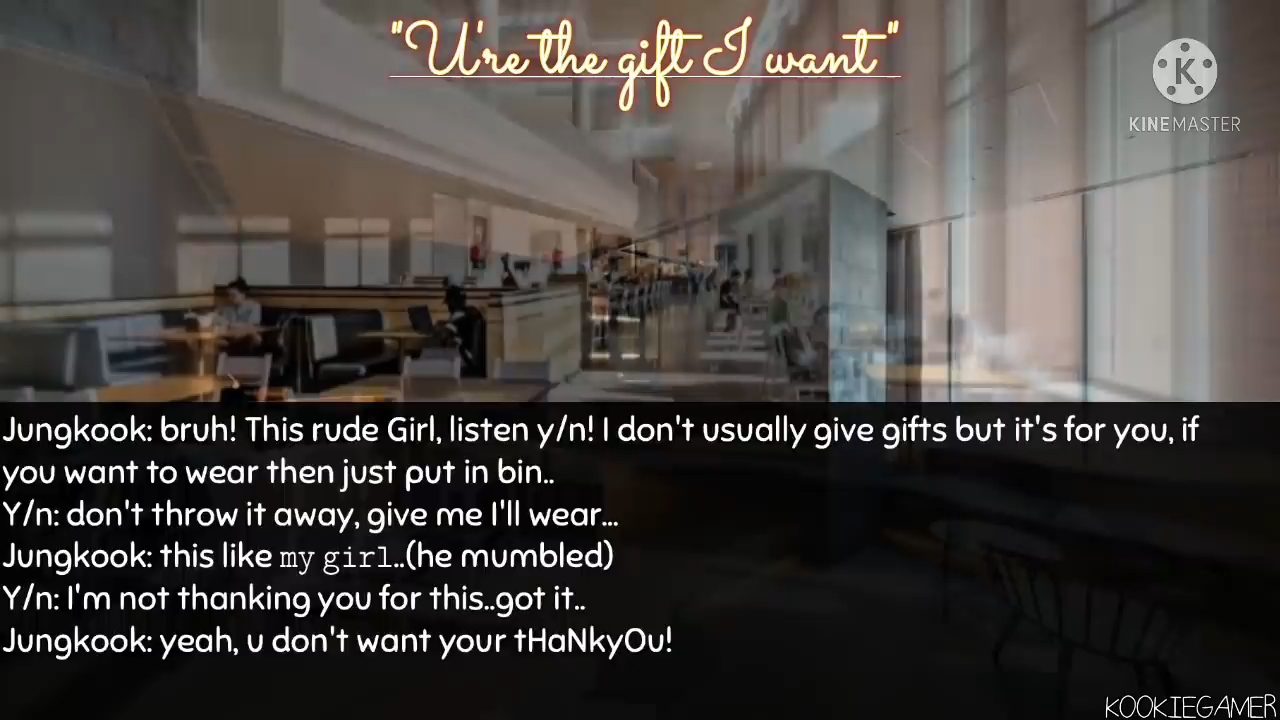 "U're the gift I want"
K
KINEMASTER
Jungkook: bruh! This rude Girl, listen y/n! I don't usually give gifts but it's for you, if
you want to wear then just put in bin..
Y/n: don't throw it away, give me I'll wear...
Jungkook: this like my girl..(he mumbled)
Y/n: I'm not thanking you for this..got it..
Jungkook: yeah, u don't want your tHaNkyOu!
KOOKIEGAMER